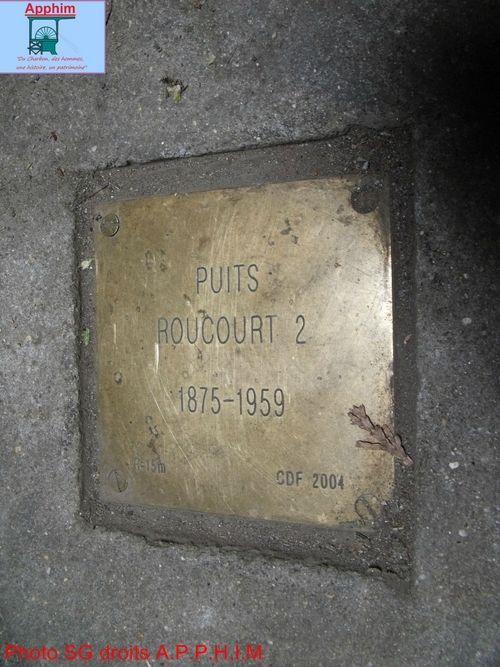 Apphim
"Du Charbon, des hommes,
une histoire, un patrimoine"
PUITS
ROUCOURT 2
1875-1959
R=15m
CDF 2004
Photo SG droits A.P.P.H.I.M